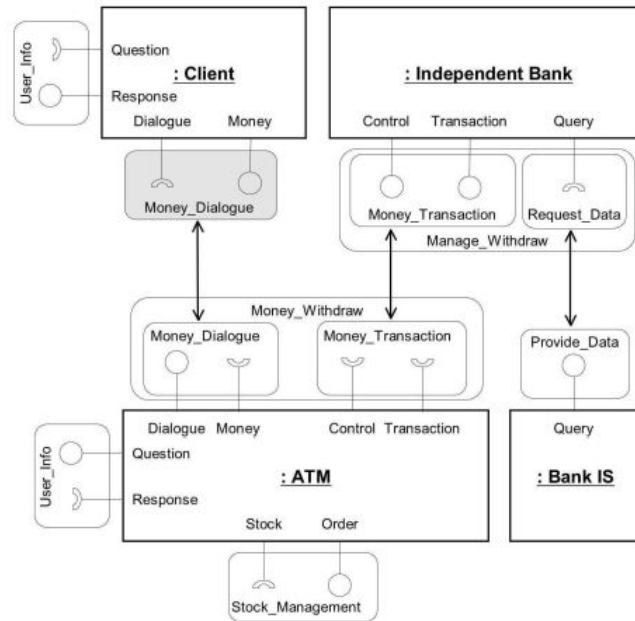 User_Info
Question
Response
: Client
Dialogue
Money
Money_Dialogue
: Independent Bank
Control
Transaction
Query
Money_Transaction
Request_Data
Manage_Withdraw
Money_Withdraw
Money_Dialogue
Money_Transaction
Provide_Data
Dialogue
Money
Control
Transaction
Query
User_Info
Question
Response
: ATM
: Bank IS
Stock
Order
Stock_Management